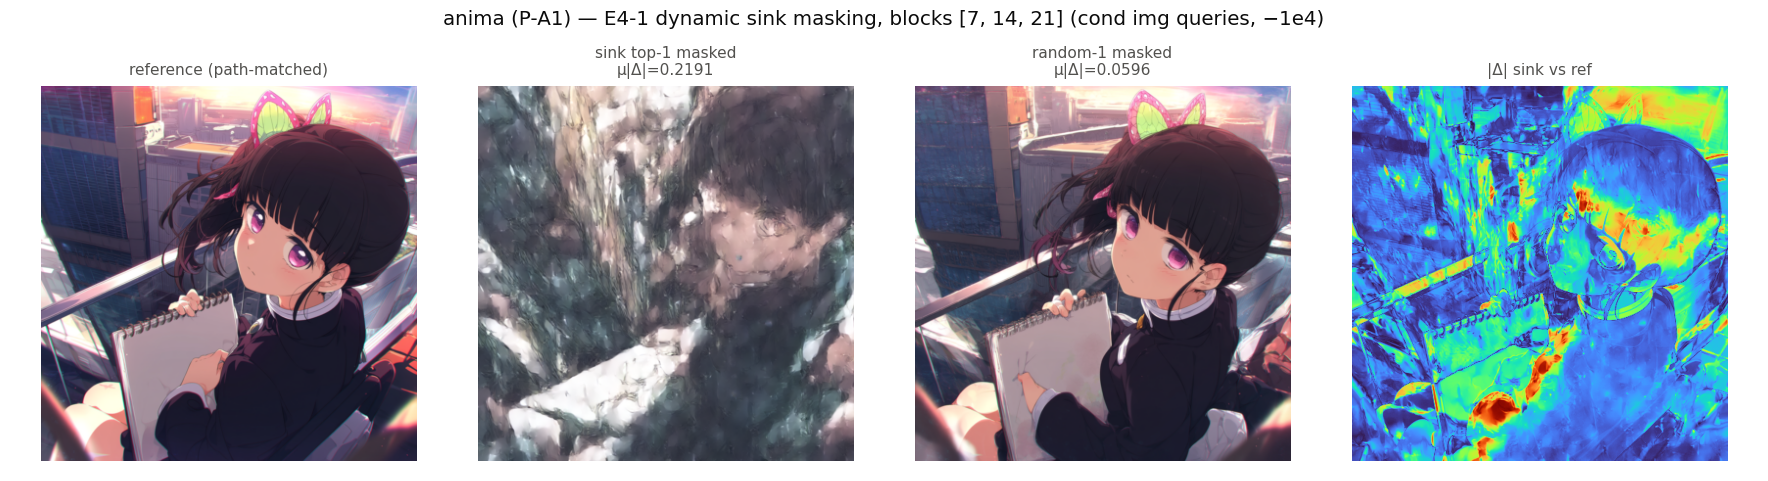 anima (P-A1) — E4-1 dynamic sink masking, blocks [7, 14, 21] (cond img queries, −1e4)
reference (path-matched)
sink top-1 masked
μ|Δ|=0.2191
random-1 masked
μ|Δ|=0.0596
|Δ| sink vs ref